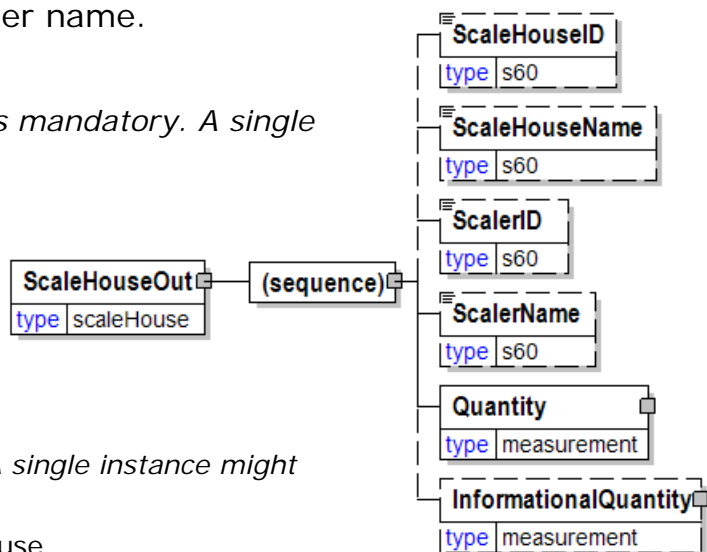 er name.
s mandatory. A single
ScaleHouseOut
type scaleHouse
(sequence)
ScaleHouseID
type s60
ScaleHouseName
type s60
ScalerID
type s60
ScalerName
type s60
Quantity
type measurement
InformationalQuantity
type measurement
A single instance might
use